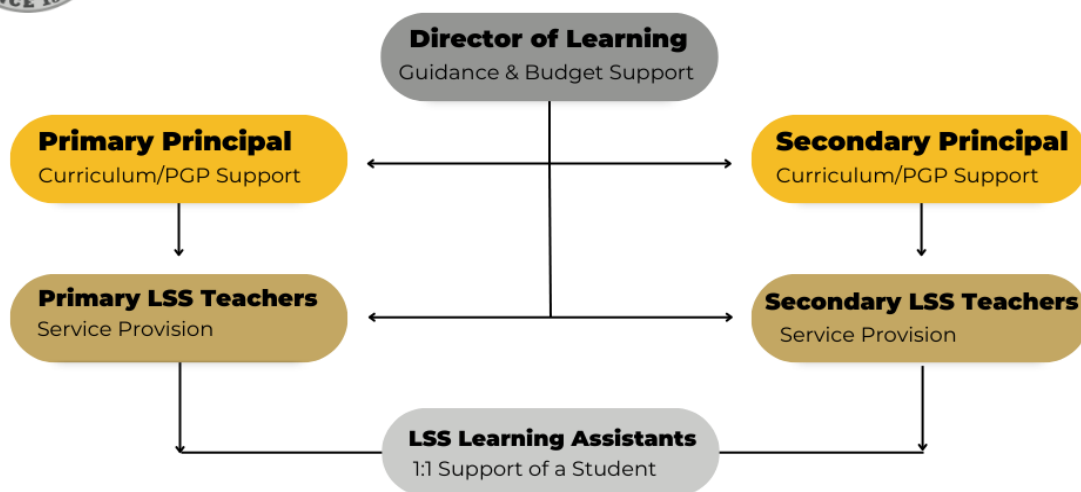 Director of Learning
Guidance & Budget Support
Primary Principal
Curriculum/PGP Support
Secondary Principal
Curriculum/PGP Support
Primary LSS Teachers
Service Provision
Secondary LSS Teachers
Service Provision
LSS Learning Assistants
1:1 Support of a Student